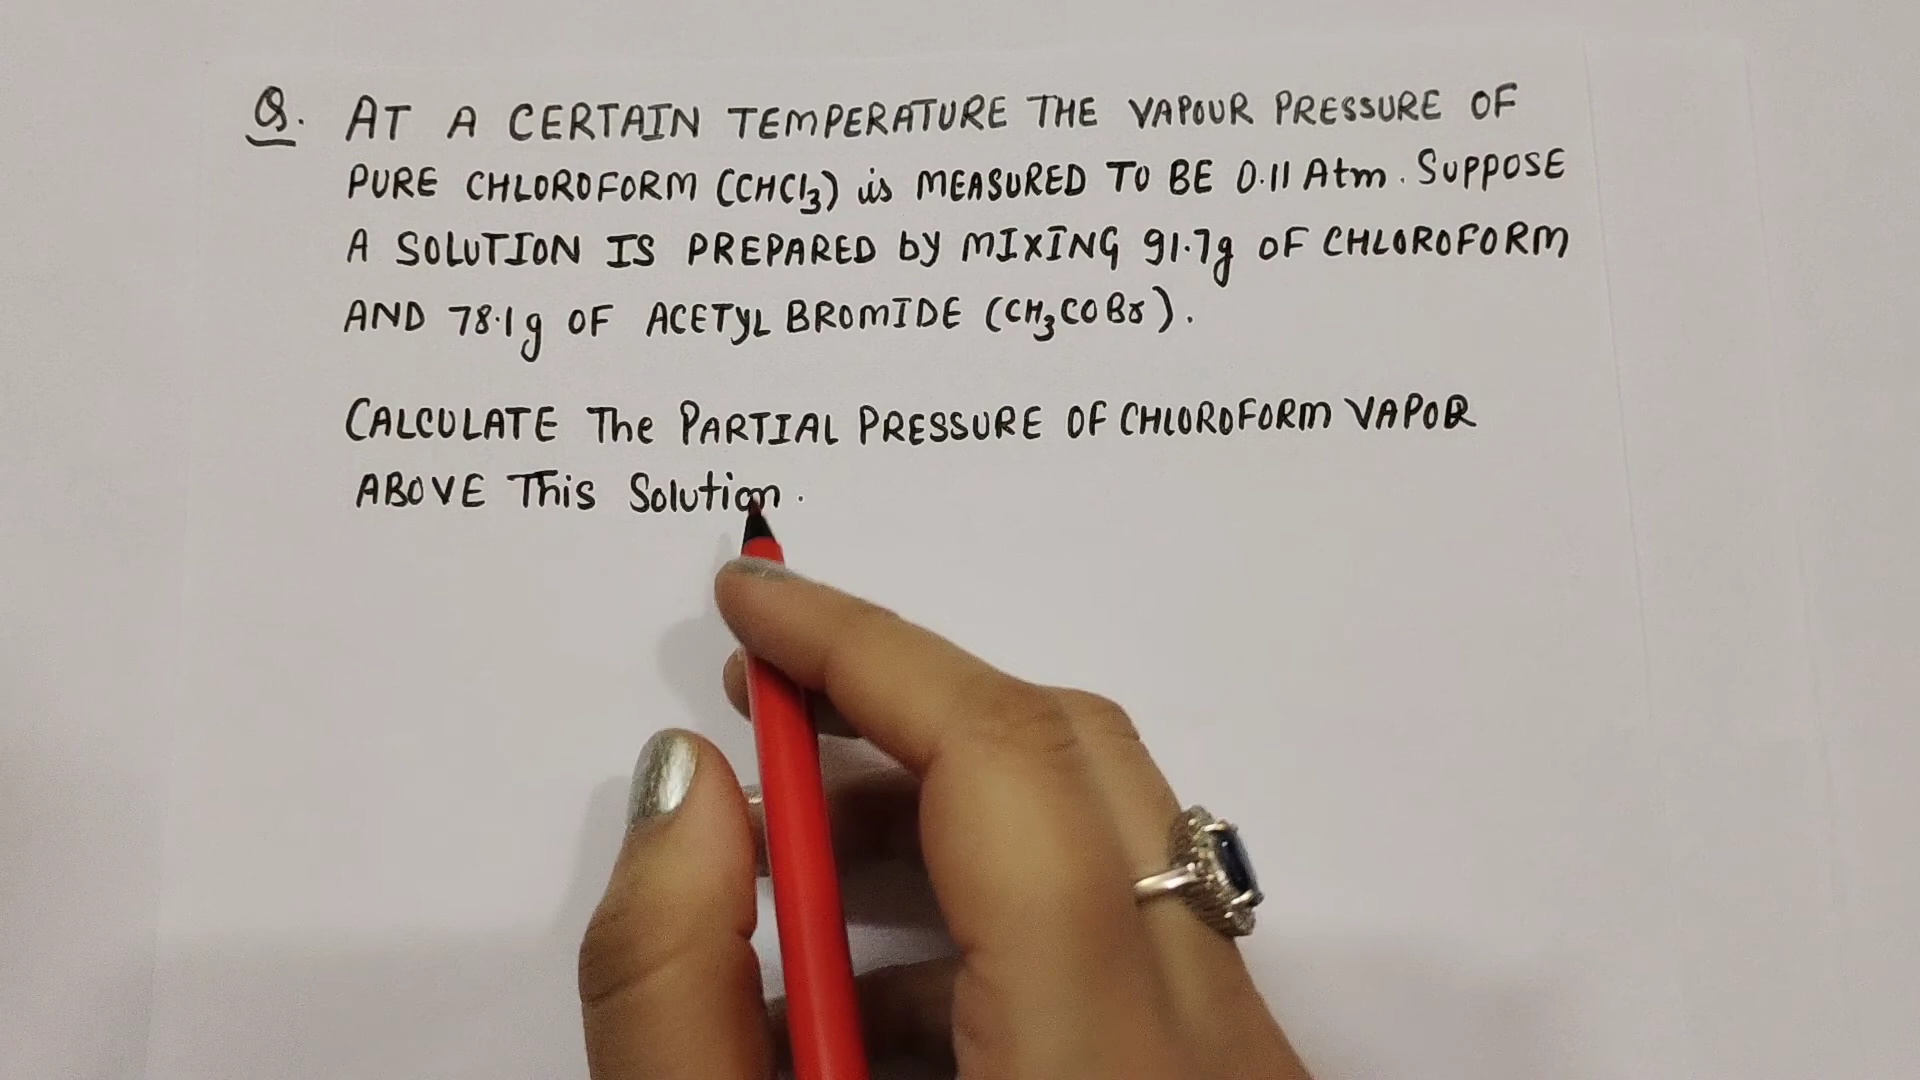 Q. AT A CERTAIN TEMPERATURE THE VAPOUR PRESSURE OF
PURE CHLOROFORM (CHCl3) is MEASURED TO BE 0.11 Atm. SUPPOSE
A SOLUTION IS PREPARED by MIXING 91.7g OF CHLOROFORM
AND 78.1g OF ACETYL BROMIDE (CH3COBr).
CALCULATE The PARTIAL PRESSURE OF CHLOROFORM VAPOR
ABOVE This Solution.